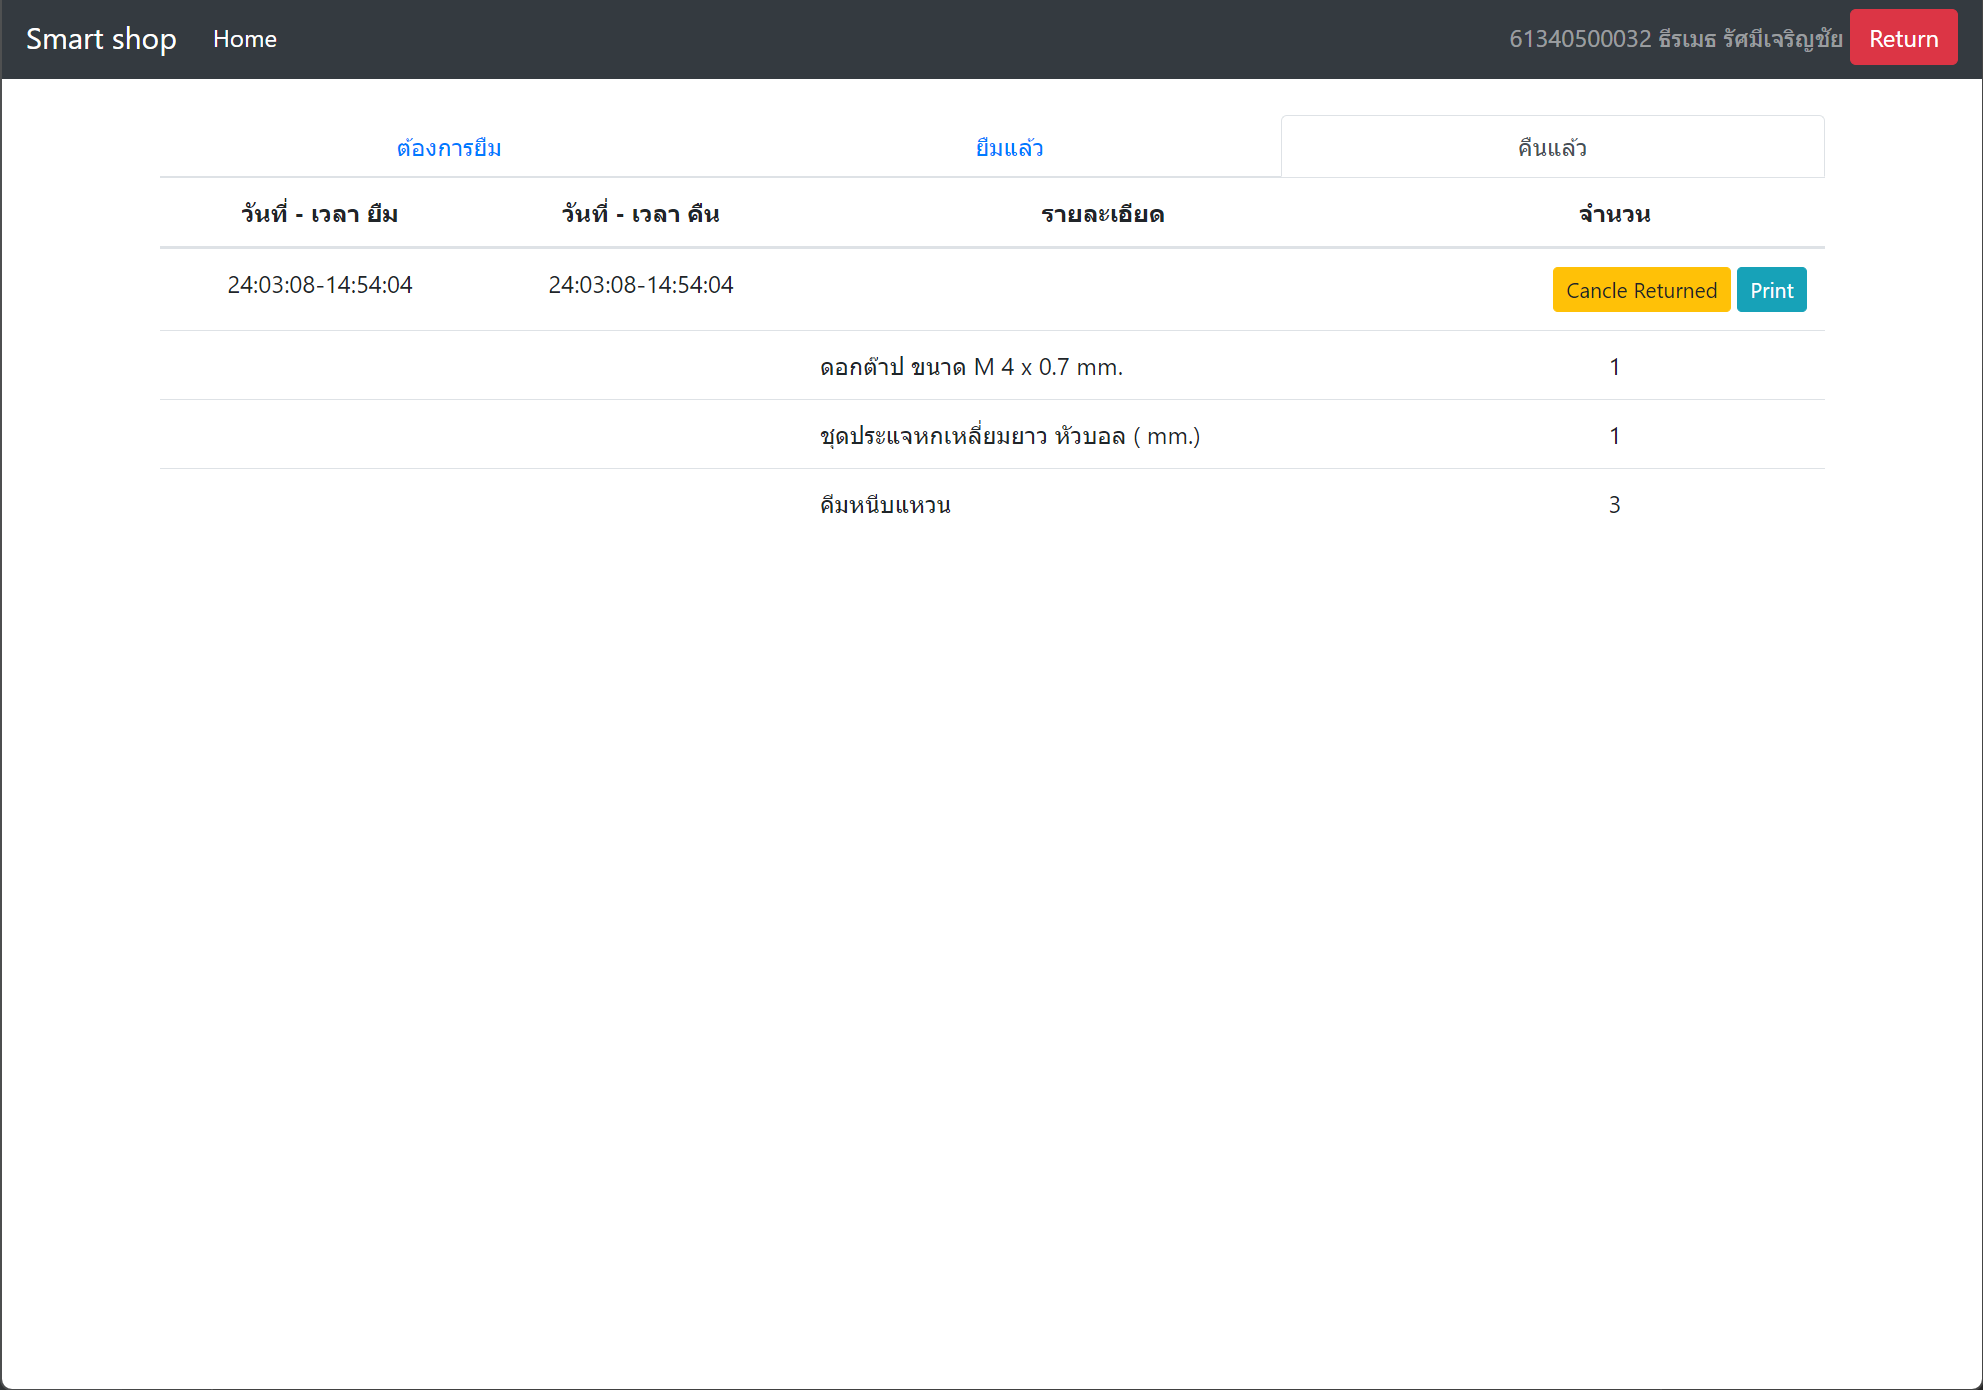 Smart shop Home 61340500032 ธีรเมธ รัศมีเจริญชัย Return
ต้องการยืม ยืมแล้ว คืนแล้ว
วันที่ - เวลา ยืม วันที่ - เวลา คืน รายละเอียด จำนวน
24:03:08-14:54:04 24:03:08-14:54:04 Cancle Returned Print
ดอกต๊าป ขนาด M 4 x 0.7 mm. 1
ชุดประแจหกเหลี่ยมยาว หัวบอล ( mm.) 1
คีมหนีบแหวน 3